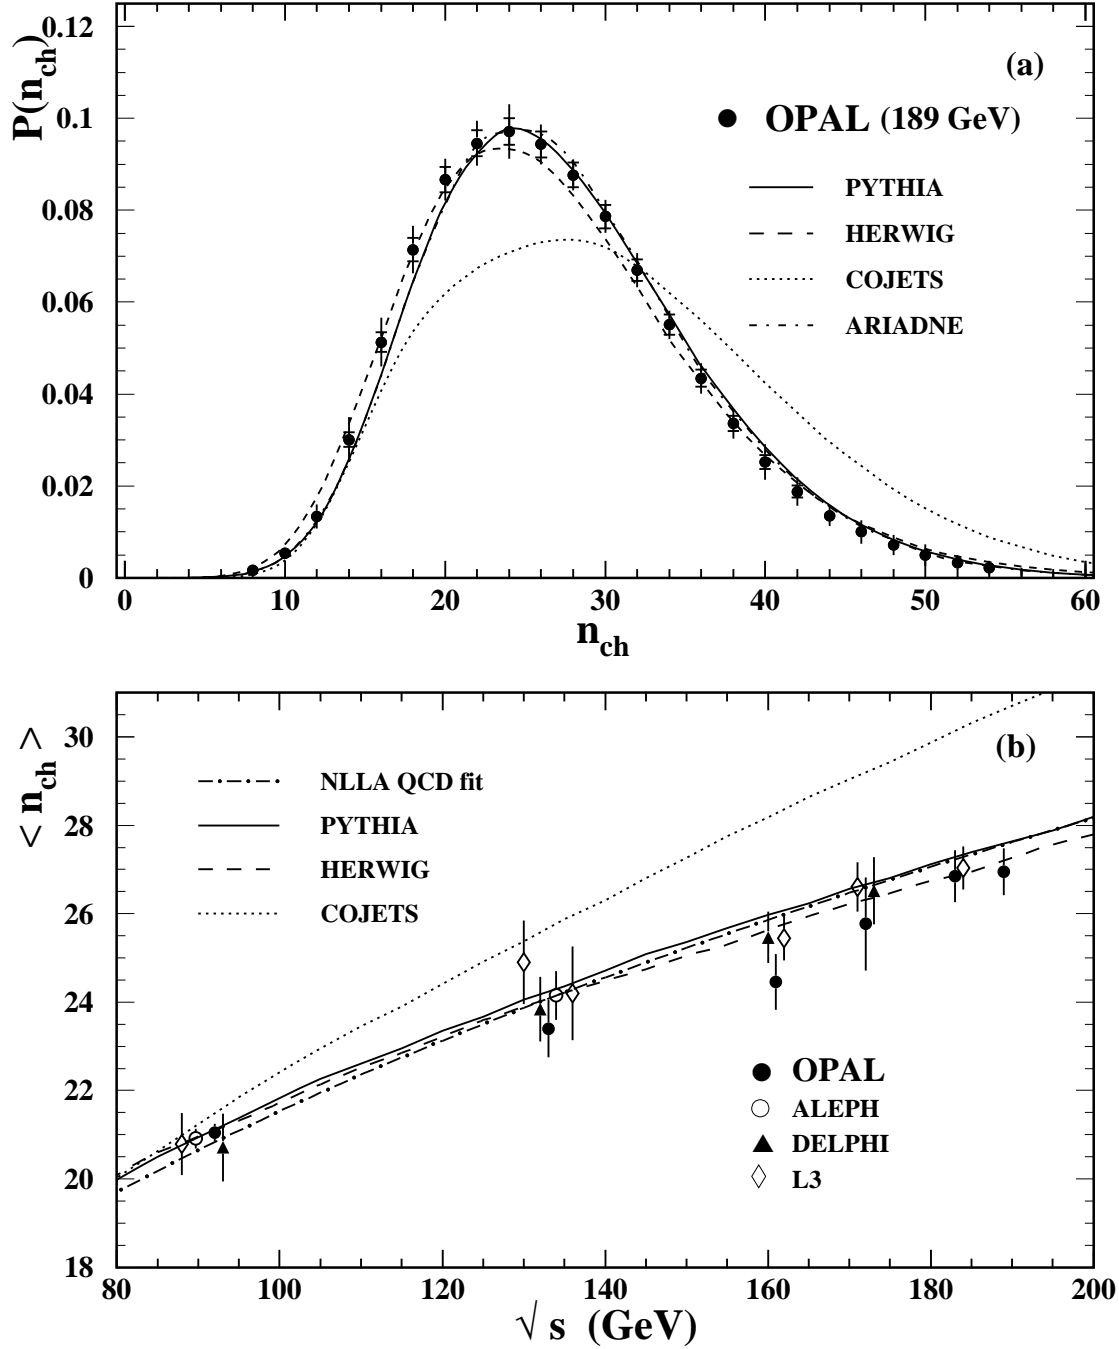 0.12
0.1
0.08
0.06
0.04
0.02
0
P(n_ch)
(a)
OPAL (189 GeV)
PYTHIA
HERWIG
COJETS
ARIADNE
0 10 20 30 40 50 60
n_ch
30
28
26
24
22
20
18
< n_ch >
(b)
NLLA QCD fit
PYTHIA
HERWIG
COJETS
OPAL
ALEPH
DELPHI
L3
80 100 120 140 160 180 200
√ s (GeV)